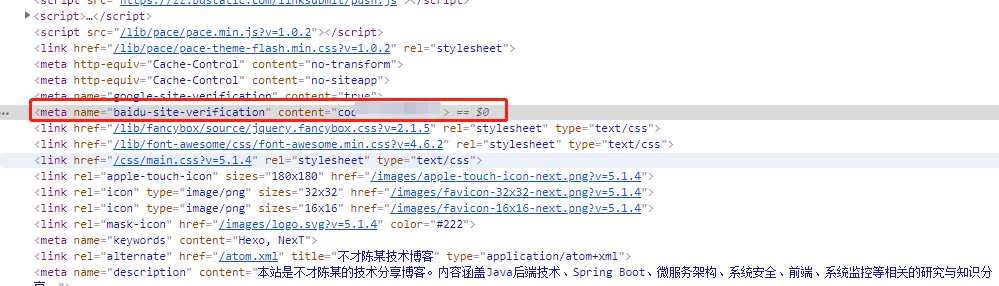 <script src="https://zz.bdstatic.com/linksubmit/push.js"></script>
▶<script>…</script>
<script src="/lib/pace/pace.min.js?v=1.0.2"></script>
<link href="/lib/pace/pace-theme-flash.min.css?v=1.0.2" rel="stylesheet">
<meta http-equiv="Cache-Control" content="no-transform">
<meta http-equiv="Cache-Control" content="no-siteapp">
<meta name="google-site-verification" content="true">
… <meta name="baidu-site-verification" content="cod > == $0
<link href="/lib/fancybox/source/jquery.fancybox.css?v=2.1.5" rel="stylesheet" type="text/css">
<link href="/lib/font-awesome/css/font-awesome.min.css?v=4.6.2" rel="stylesheet" type="text/css">
<link href="/css/main.css?v=5.1.4" rel="stylesheet" type="text/css">
<link rel="apple-touch-icon" sizes="180x180" href="/images/apple-touch-icon-next.png?v=5.1.4">
<link rel="icon" type="image/png" sizes="32x32" href="/images/favicon-32x32-next.png?v=5.1.4">
<link rel="icon" type="image/png" sizes="16x16" href="/images/favicon-16x16-next.png?v=5.1.4">
<link rel="mask-icon" href="/images/logo.svg?v=5.1.4" color="#222">
<meta name="keywords" content="Hexo, NexT">
<link rel="alternate" href="/atom.xml" title="不才陈某技术博客" type="application/atom+xml">
<meta name="description" content="本站是不才陈某的技术分享博客。内容涵盖Java后端技术、Spring Boot、微服务架构、系统安全、前端、系统监控等相关的研究与知识分
享。">